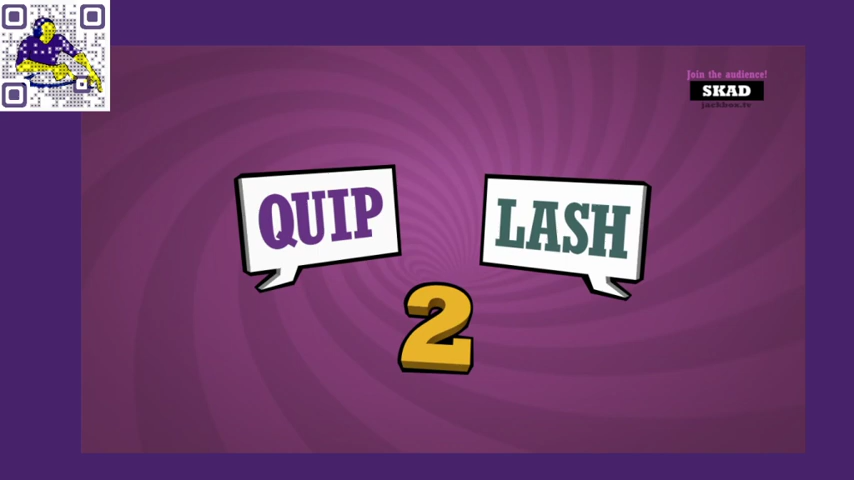 Join the audience!
SKAD
jackbox.tv
QUIP
LASH
2